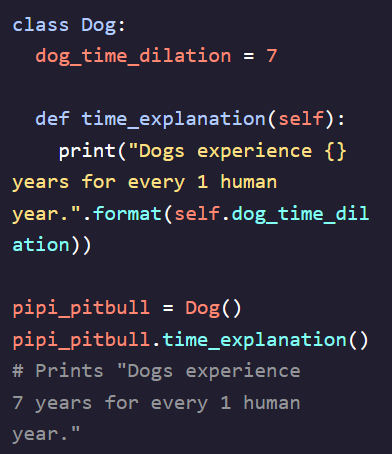 class Dog:
  dog_time_dilation = 7

  def time_explanation(self):
    print("Dogs experience {}
years for every 1 human
year.".format(self.dog_time_dil
ation))

pipi_pitbull = Dog()
pipi_pitbull.time_explanation()
# Prints "Dogs experience
7 years for every 1 human
year."